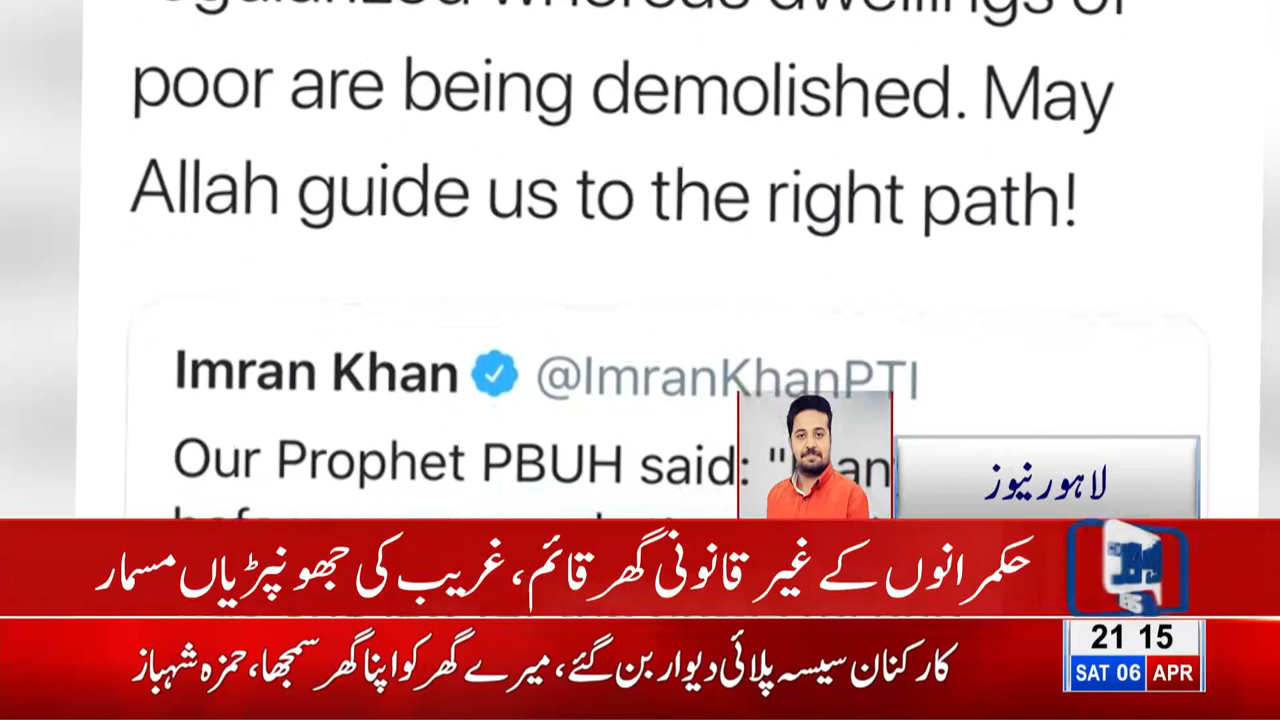 poor are being demolished. May
Allah guide us to the right path!
Imran Khan @ImranKhanPTI
Our Prophet PBUH said: "
لاہور نیوز
حکمرانوں کے غیر قانونی گھر قائم، غریب کی جھونپڑیاں مسمار
کارکنان سیسہ پلائی دیوار بن گئے، میرے گھر کو اپنا گھر سمجھا، حمزہ شہباز
21 15
SAT 06 APR